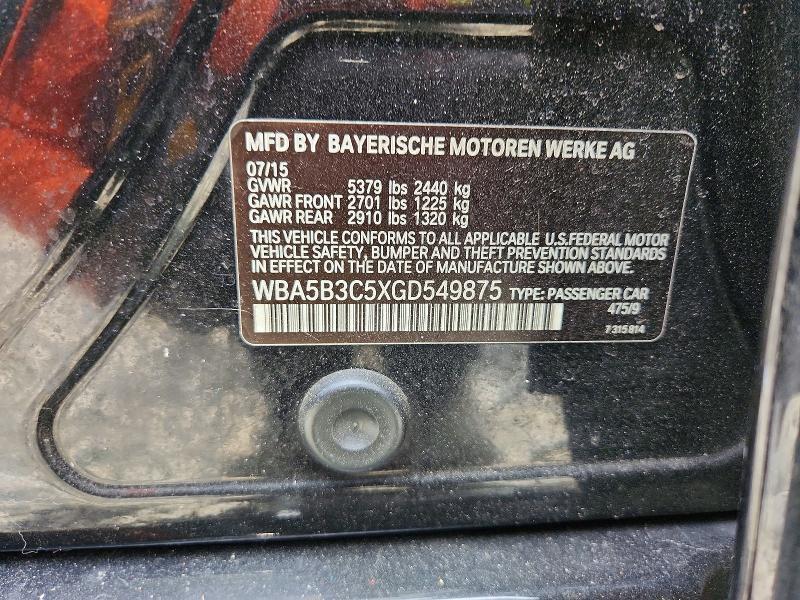 MFD BY BAYERISCHE MOTOREN WERKE AG
07/15
GVWR 5379 lbs 2440 kg
GAWR FRONT 2701 lbs 1225 kg
GAWR REAR 2910 lbs 1320 kg
THIS VEHICLE CONFORMS TO ALL APPLICABLE U.S.FEDERAL MOTOR
VEHICLE SAFETY, BUMPER AND THEFT PREVENTION STANDARDS
IN EFFECT ON THE DATE OF MANUFACTURE SHOWN ABOVE.
WBA5B3C5XGD549875 TYPE: PASSENGER CAR
475/9
7 315 814